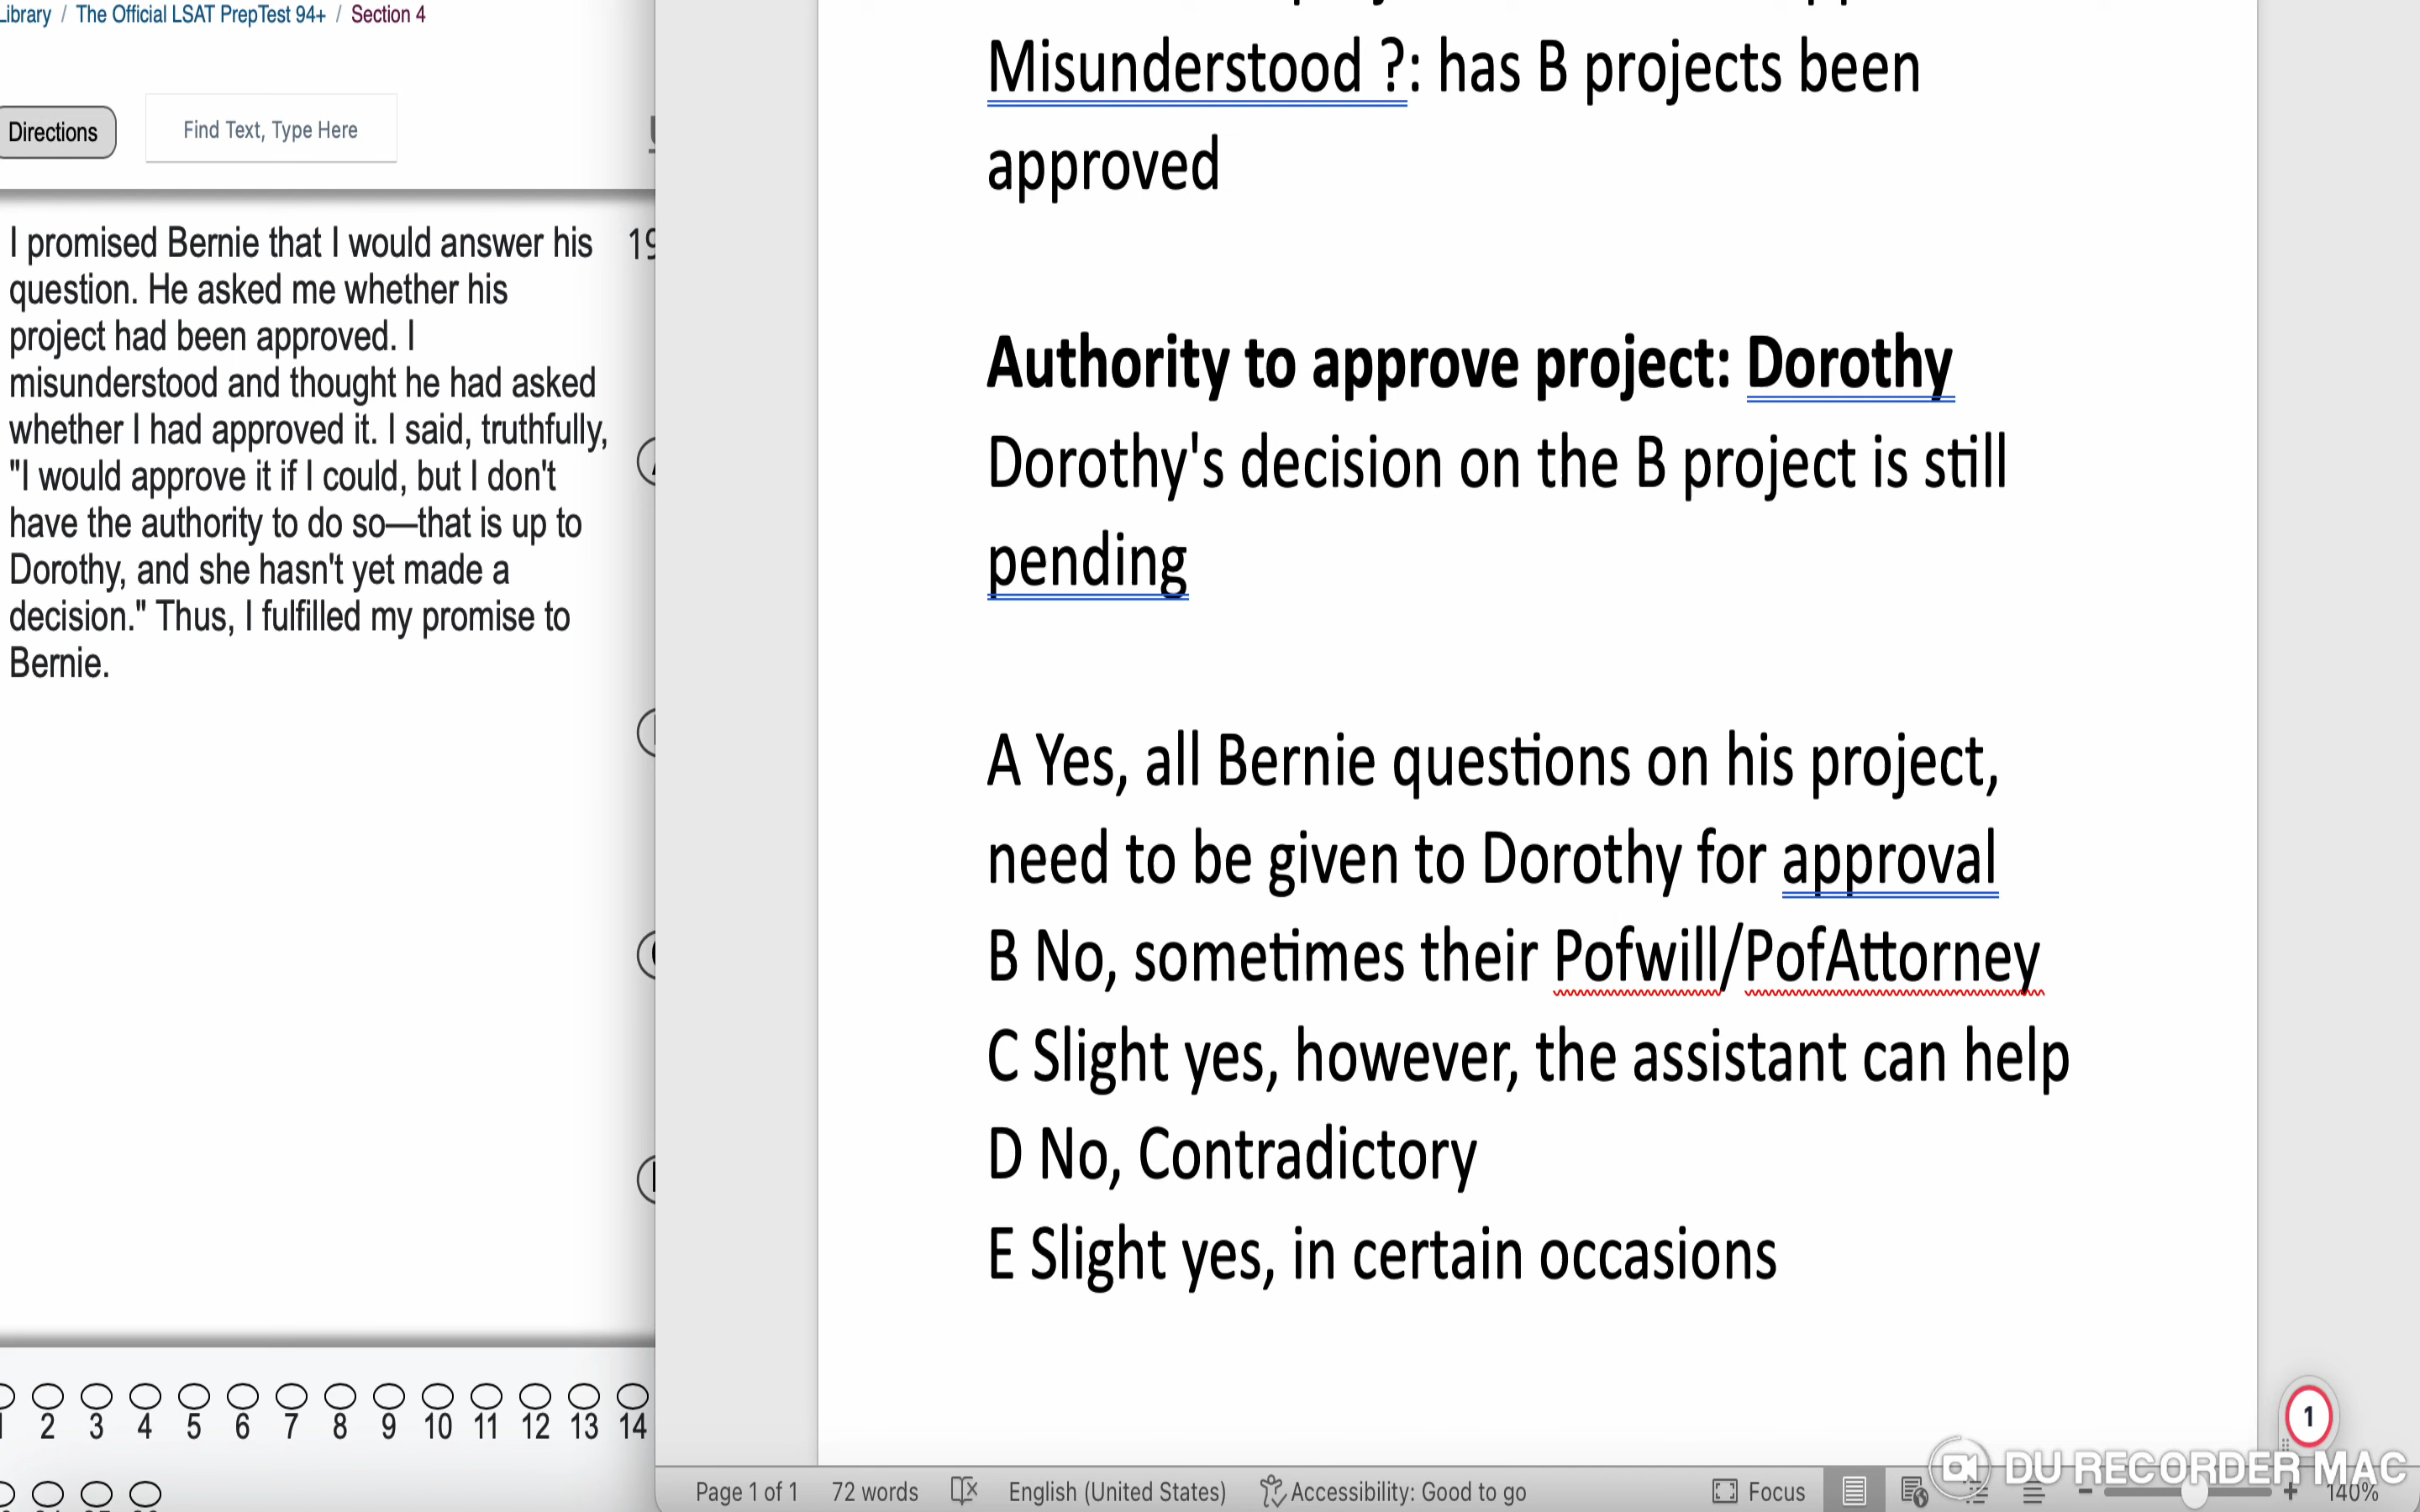 Library / The Official LSAT PrepTest 94+ / Section 4
Directions
Find Text, Type Here
I promised Bernie that I would answer his
question. He asked me whether his
project had been approved. I
misunderstood and thought he had asked
whether I had approved it. I said, truthfully,
"I would approve it if I could, but I don't
have the authority to do so—that is up to
Dorothy, and she hasn't yet made a
decision." Thus, I fulfilled my promise to
Bernie.
19
1 2 3 4 5 6 7 8 9 10 11 12 13 14
Misunderstood ?: has B projects been
approved
Authority to approve project: Dorothy
Dorothy's decision on the B project is still
pending
A Yes, all Bernie questions on his project,
need to be given to Dorothy for approval
B No, sometimes their Pofwill/PofAttorney
C Slight yes, however, the assistant can help
D No, Contradictory
E Slight yes, in certain occasions
1
DU RECORDER MAC
Page 1 of 1 72 words English (United States) Accessibility: Good to go Focus 140%